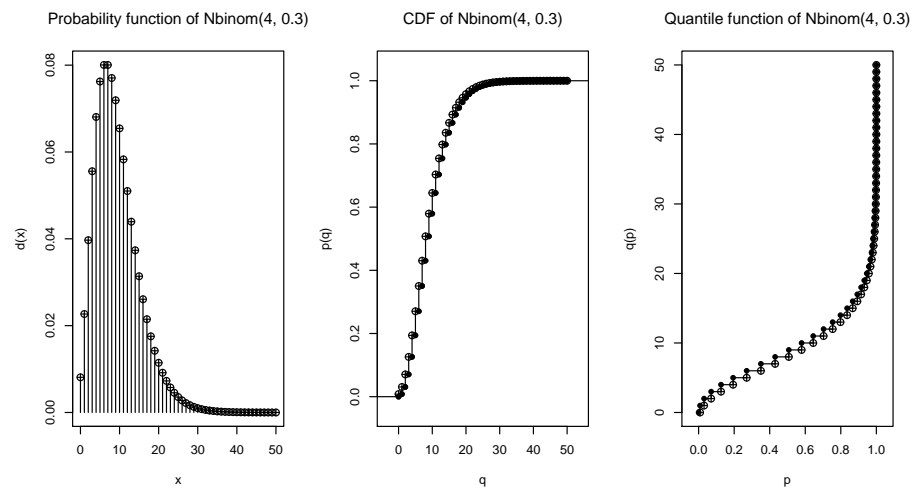 Probability function of Nbinom(4, 0.3)
d(x)
0.00
0.02
0.04
0.06
0.08
0 10 20 30 40 50
x
CDF of Nbinom(4, 0.3)
p(q)
0.0
0.2
0.4
0.6
0.8
1.0
0 10 20 30 40 50
q
Quantile function of Nbinom(4, 0.3)
q(p)
0
10
20
30
40
50
0.0 0.2 0.4 0.6 0.8 1.0
p